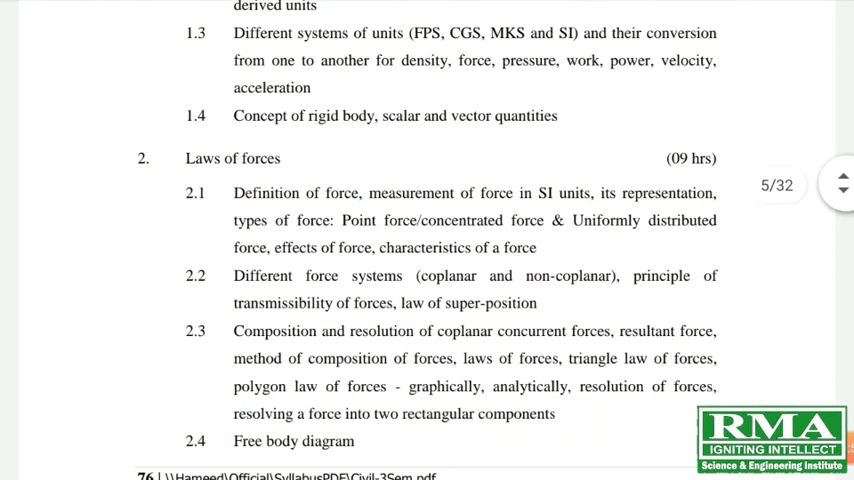 derived units
1.3 Different systems of units (FPS, CGS, MKS and SI) and their conversion
from one to another for density, force, pressure, work, power, velocity,
acceleration
1.4 Concept of rigid body, scalar and vector quantities
2. Laws of forces (09 hrs)
2.1 Definition of force, measurement of force in SI units, its representation,
types of force: Point force/concentrated force & Uniformly distributed
force, effects of force, characteristics of a force
5/32
2.2 Different force systems (coplanar and non-coplanar), principle of
transmissibility of forces, law of super-position
2.3 Composition and resolution of coplanar concurrent forces, resultant force,
method of composition of forces, laws of forces, triangle law of forces,
polygon law of forces - graphically, analytically, resolution of forces,
resolving a force into two rectangular components
2.4 Free body diagram
76 | \\Hameed\Official\SyllabusPDF\Civil-3Sem.pdf
RMA
IGNITING INTELLECT
Science & Engineering Institute